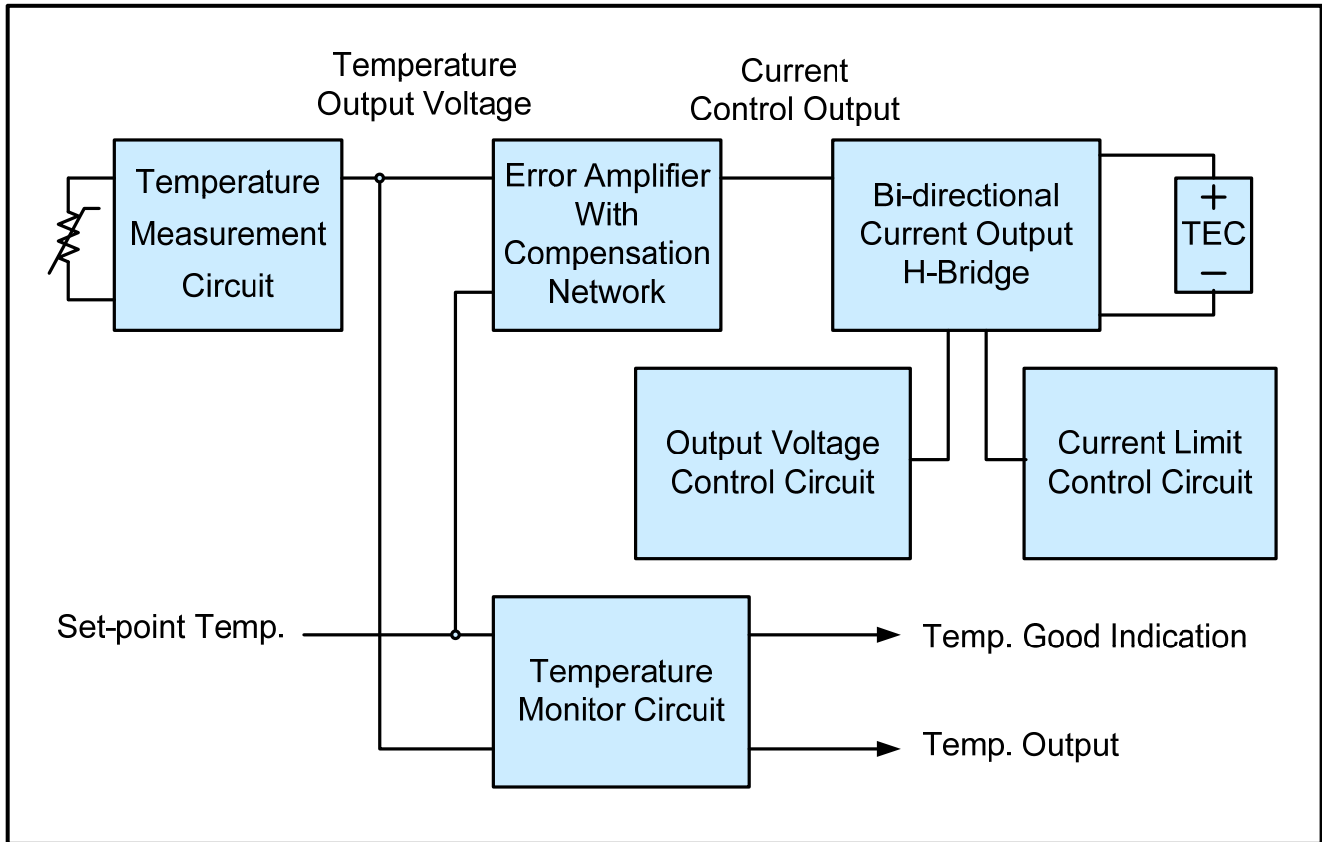 Temperature
Output Voltage
Current
Control Output
Temperature
Measurement
Circuit
Error Amplifier
With
Compensation
Network
Bi-directional
Current Output
H-Bridge
+
TEC
−
Output Voltage
Control Circuit
Current Limit
Control Circuit
Set-point Temp.
Temperature
Monitor Circuit
Temp. Good Indication
Temp. Output